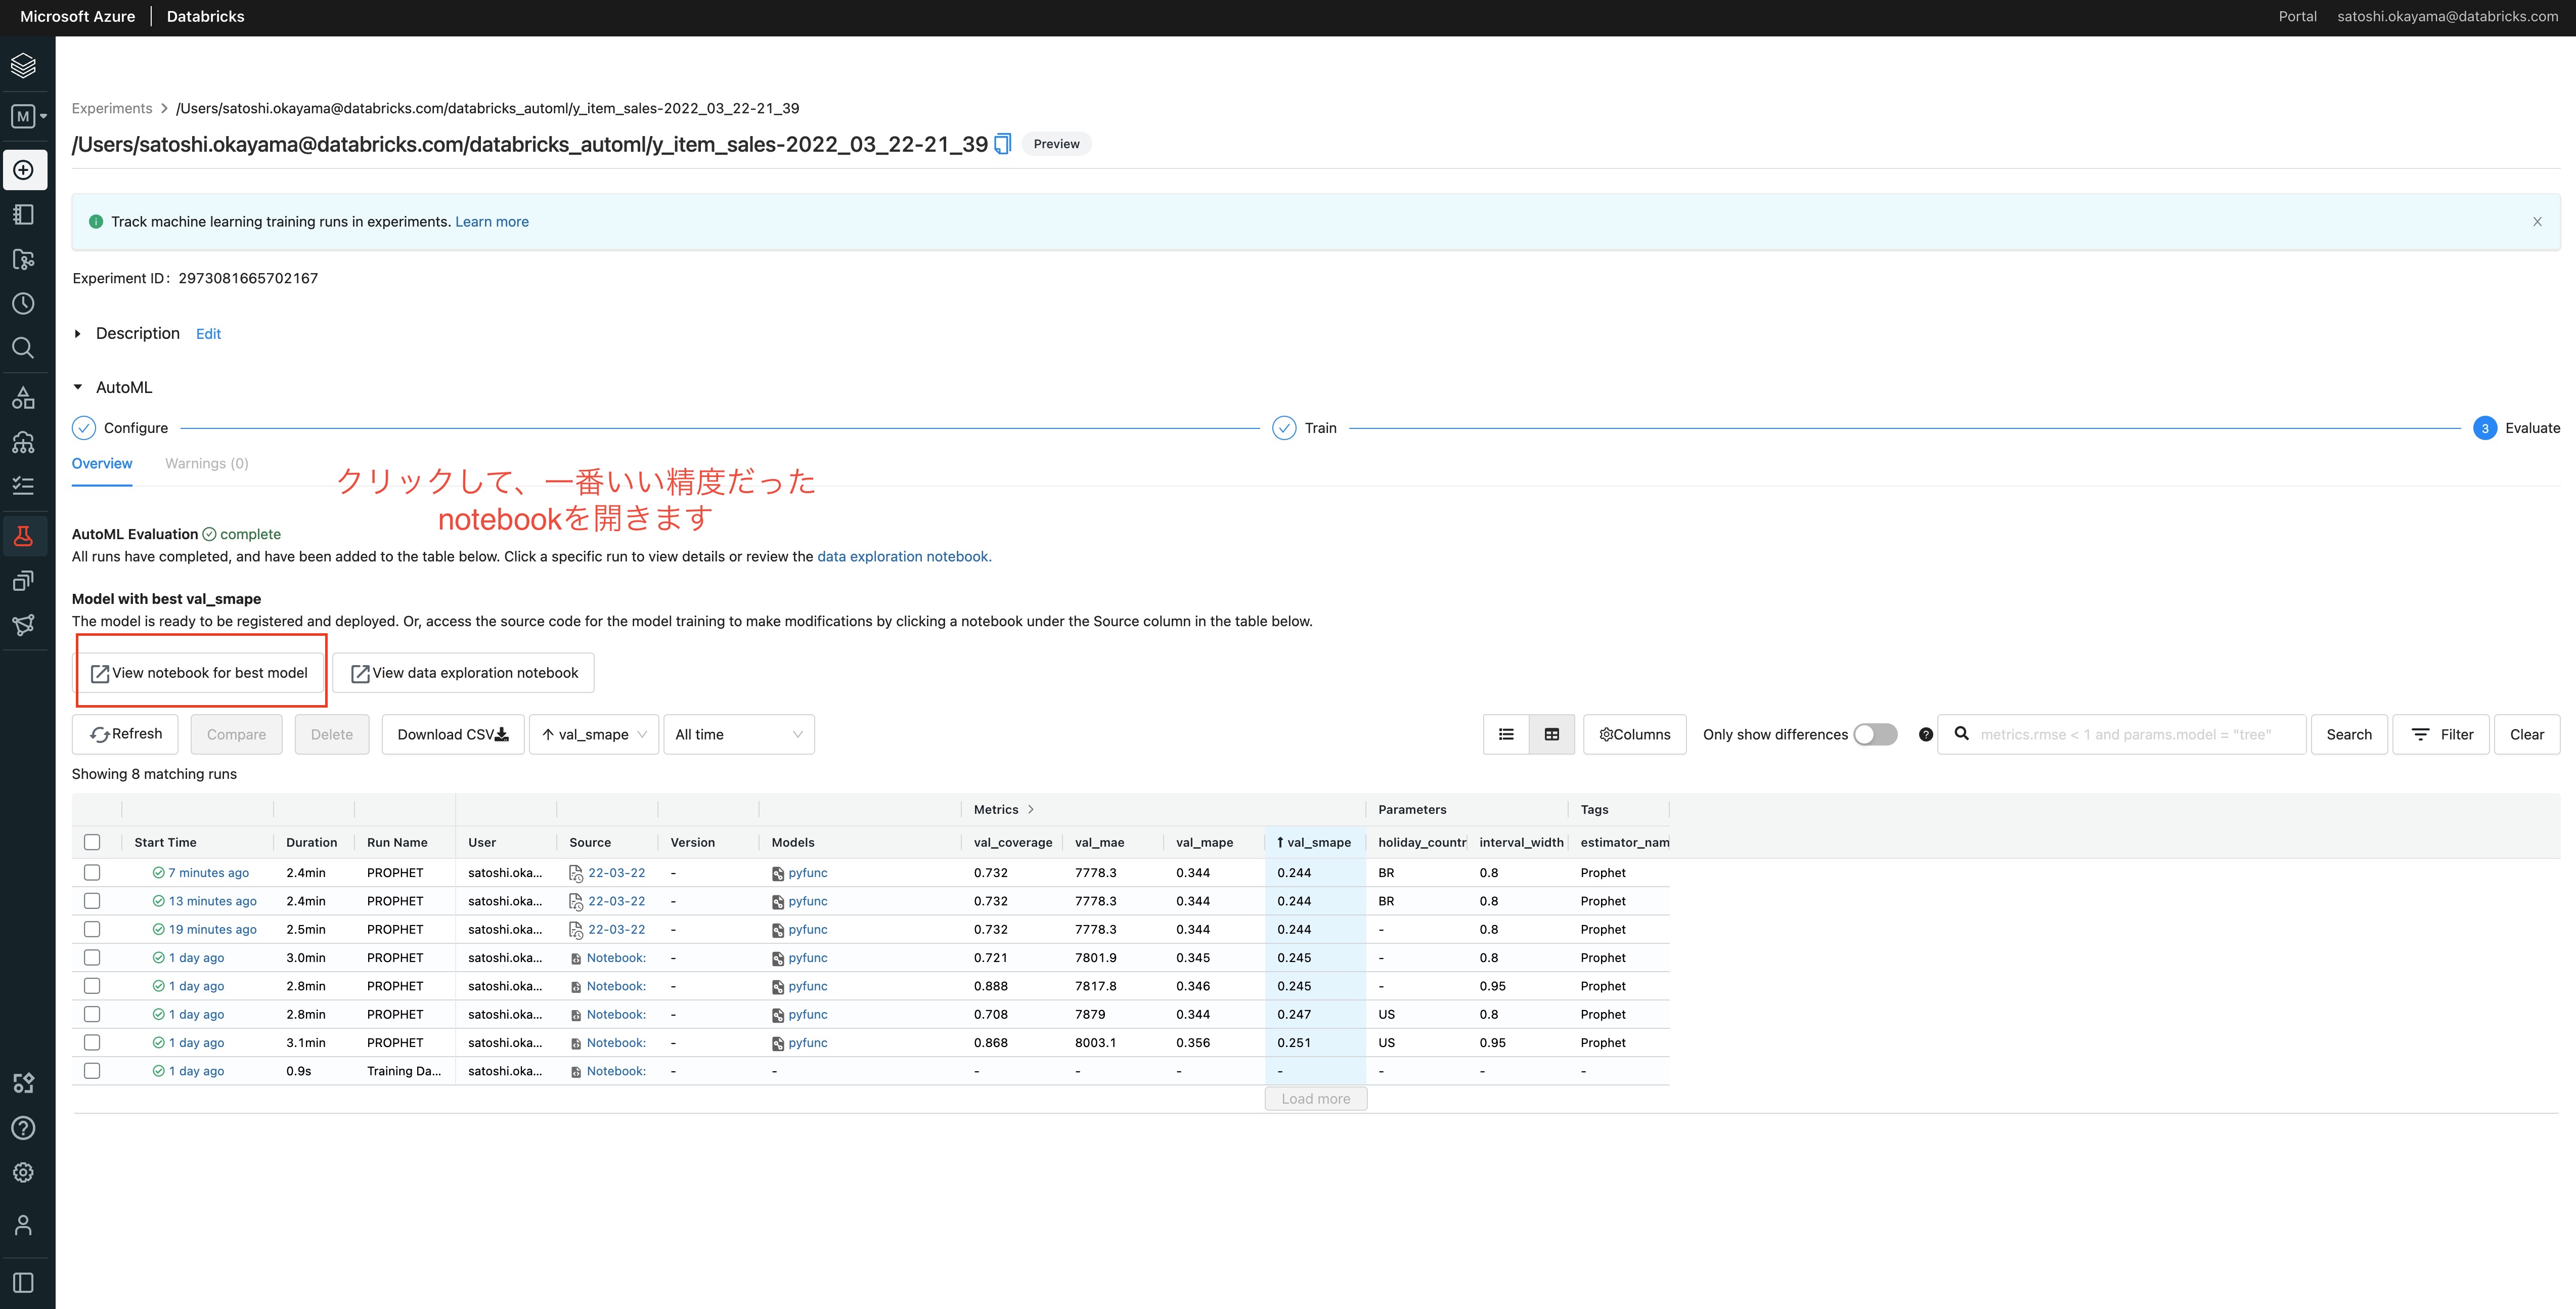 Microsoft Azure | Databricks
Portal satoshi.okayama@databricks.com
M
Experiments > /Users/satoshi.okayama@databricks.com/databricks_automl/y_item_sales-2022_03_22-21_39
/Users/satoshi.okayama@databricks.com/databricks_automl/y_item_sales-2022_03_22-21_39 Preview
Track machine learning training runs in experiments. Learn more
Experiment ID: 2973081665702167
Description Edit
AutoML
Configure Train 3 Evaluate
Overview Warnings (0)
クリックして、一番いい精度だった
notebookを開きます
AutoML Evaluation complete
All runs have completed, and have been added to the table below. Click a specific run to view details or review the data exploration notebook.
Model with best val_smape
The model is ready to be registered and deployed. Or, access the source code for the model training to make modifications by clicking a notebook under the Source column in the table below.
View notebook for best model View data exploration notebook
Refresh Compare Delete Download CSV ↑ val_smape All time Columns Only show differences metrics.rmse < 1 and params.model = "tree" Search Filter Clear
Showing 8 matching runs
Metrics > Parameters Tags
Start Time Duration Run Name User Source Version Models val_coverage val_mae val_mape ↑ val_smape holiday_countr interval_width estimator_nam
7 minutes ago 2.4min PROPHET satoshi.oka... 22-03-22 - pyfunc 0.732 7778.3 0.344 0.244 BR 0.8 Prophet
13 minutes ago 2.4min PROPHET satoshi.oka... 22-03-22 - pyfunc 0.732 7778.3 0.344 0.244 BR 0.8 Prophet
19 minutes ago 2.5min PROPHET satoshi.oka... 22-03-22 - pyfunc 0.732 7778.3 0.344 0.244 - 0.8 Prophet
1 day ago 3.0min PROPHET satoshi.oka... Notebook: - pyfunc 0.721 7801.9 0.345 0.245 - 0.8 Prophet
1 day ago 2.8min PROPHET satoshi.oka... Notebook: - pyfunc 0.888 7817.8 0.346 0.245 - 0.95 Prophet
1 day ago 2.8min PROPHET satoshi.oka... Notebook: - pyfunc 0.708 7879 0.344 0.247 US 0.8 Prophet
1 day ago 3.1min PROPHET satoshi.oka... Notebook: - pyfunc 0.868 8003.1 0.356 0.251 US 0.95 Prophet
1 day ago 0.9s Training Da... satoshi.oka... Notebook: - - - - - - - - -
Load more